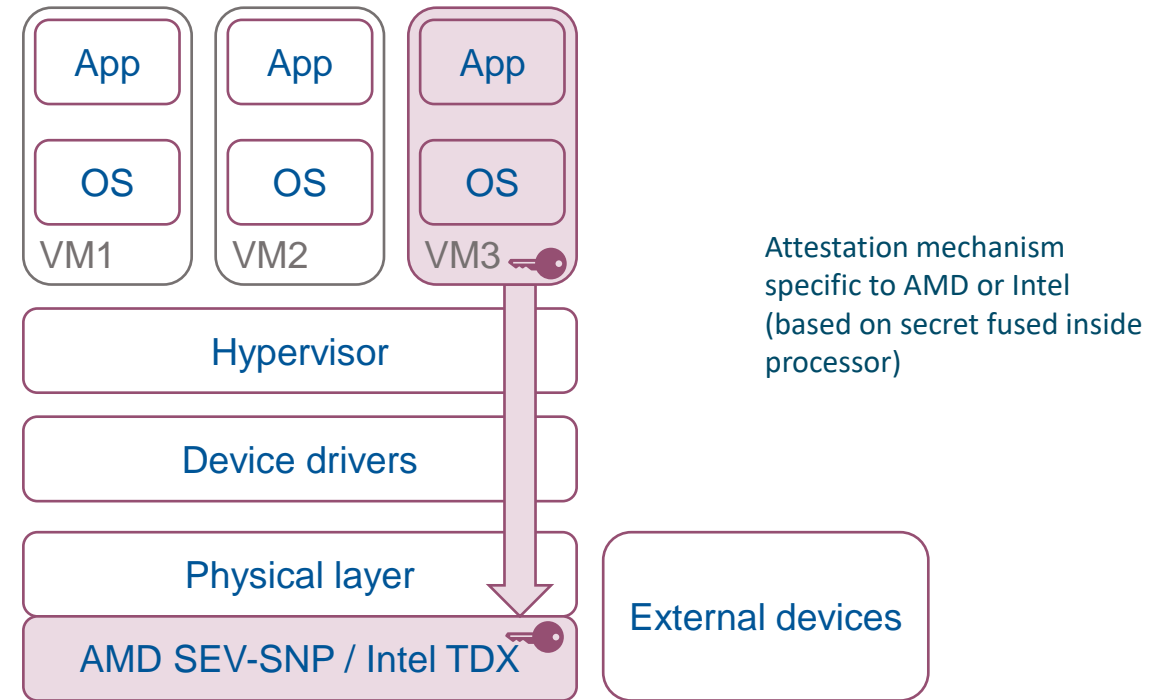 App
App
App
OS
OS
OS
VM1
VM2
VM3
Hypervisor
Device drivers
Physical layer
AMD SEV-SNP / Intel TDX
External devices
Attestation mechanism
specific to AMD or Intel
(based on secret fused inside
processor)